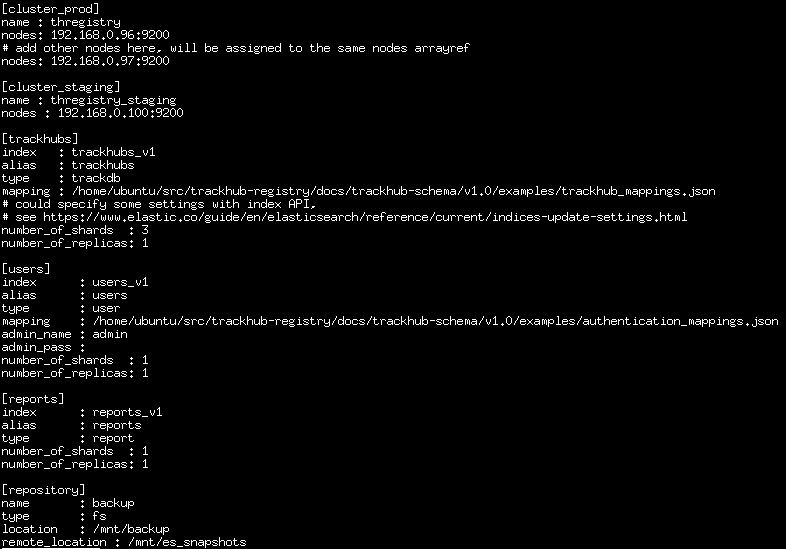 [cluster_prod]
name : thregistry
nodes: 192.168.0.96:9200
# add other nodes here, will be assigned to the same nodes arrayref
nodes: 192.168.0.97:9200

[cluster_staging]
name : thregistry_staging
nodes : 192.168.0.100:9200

[trackhubs]
index   : trackhubs_v1
alias   : trackhubs
type    : trackdb
mapping : /home/ubuntu/src/trackhub-registry/docs/trackhub-schema/v1.0/examples/trackhub_mappings.json
# could specify some settings with index API,
# see https://www.elastic.co/guide/en/elasticsearch/reference/current/indices-update-settings.html
number_of_shards  : 3
number_of_replicas: 1

[users]
index      : users_v1
alias      : users
type       : user
mapping    : /home/ubuntu/src/trackhub-registry/docs/trackhub-schema/v1.0/examples/authentication_mappings.json
admin_name : admin
admin_pass :
number_of_shards  : 1
number_of_replicas: 1

[reports]
index      : reports_v1
alias      : reports
type       : report
number_of_shards  : 1
number_of_replicas: 1

[repository]
name       : backup
type       : fs
location   : /mnt/backup
remote_location : /mnt/es_snapshots